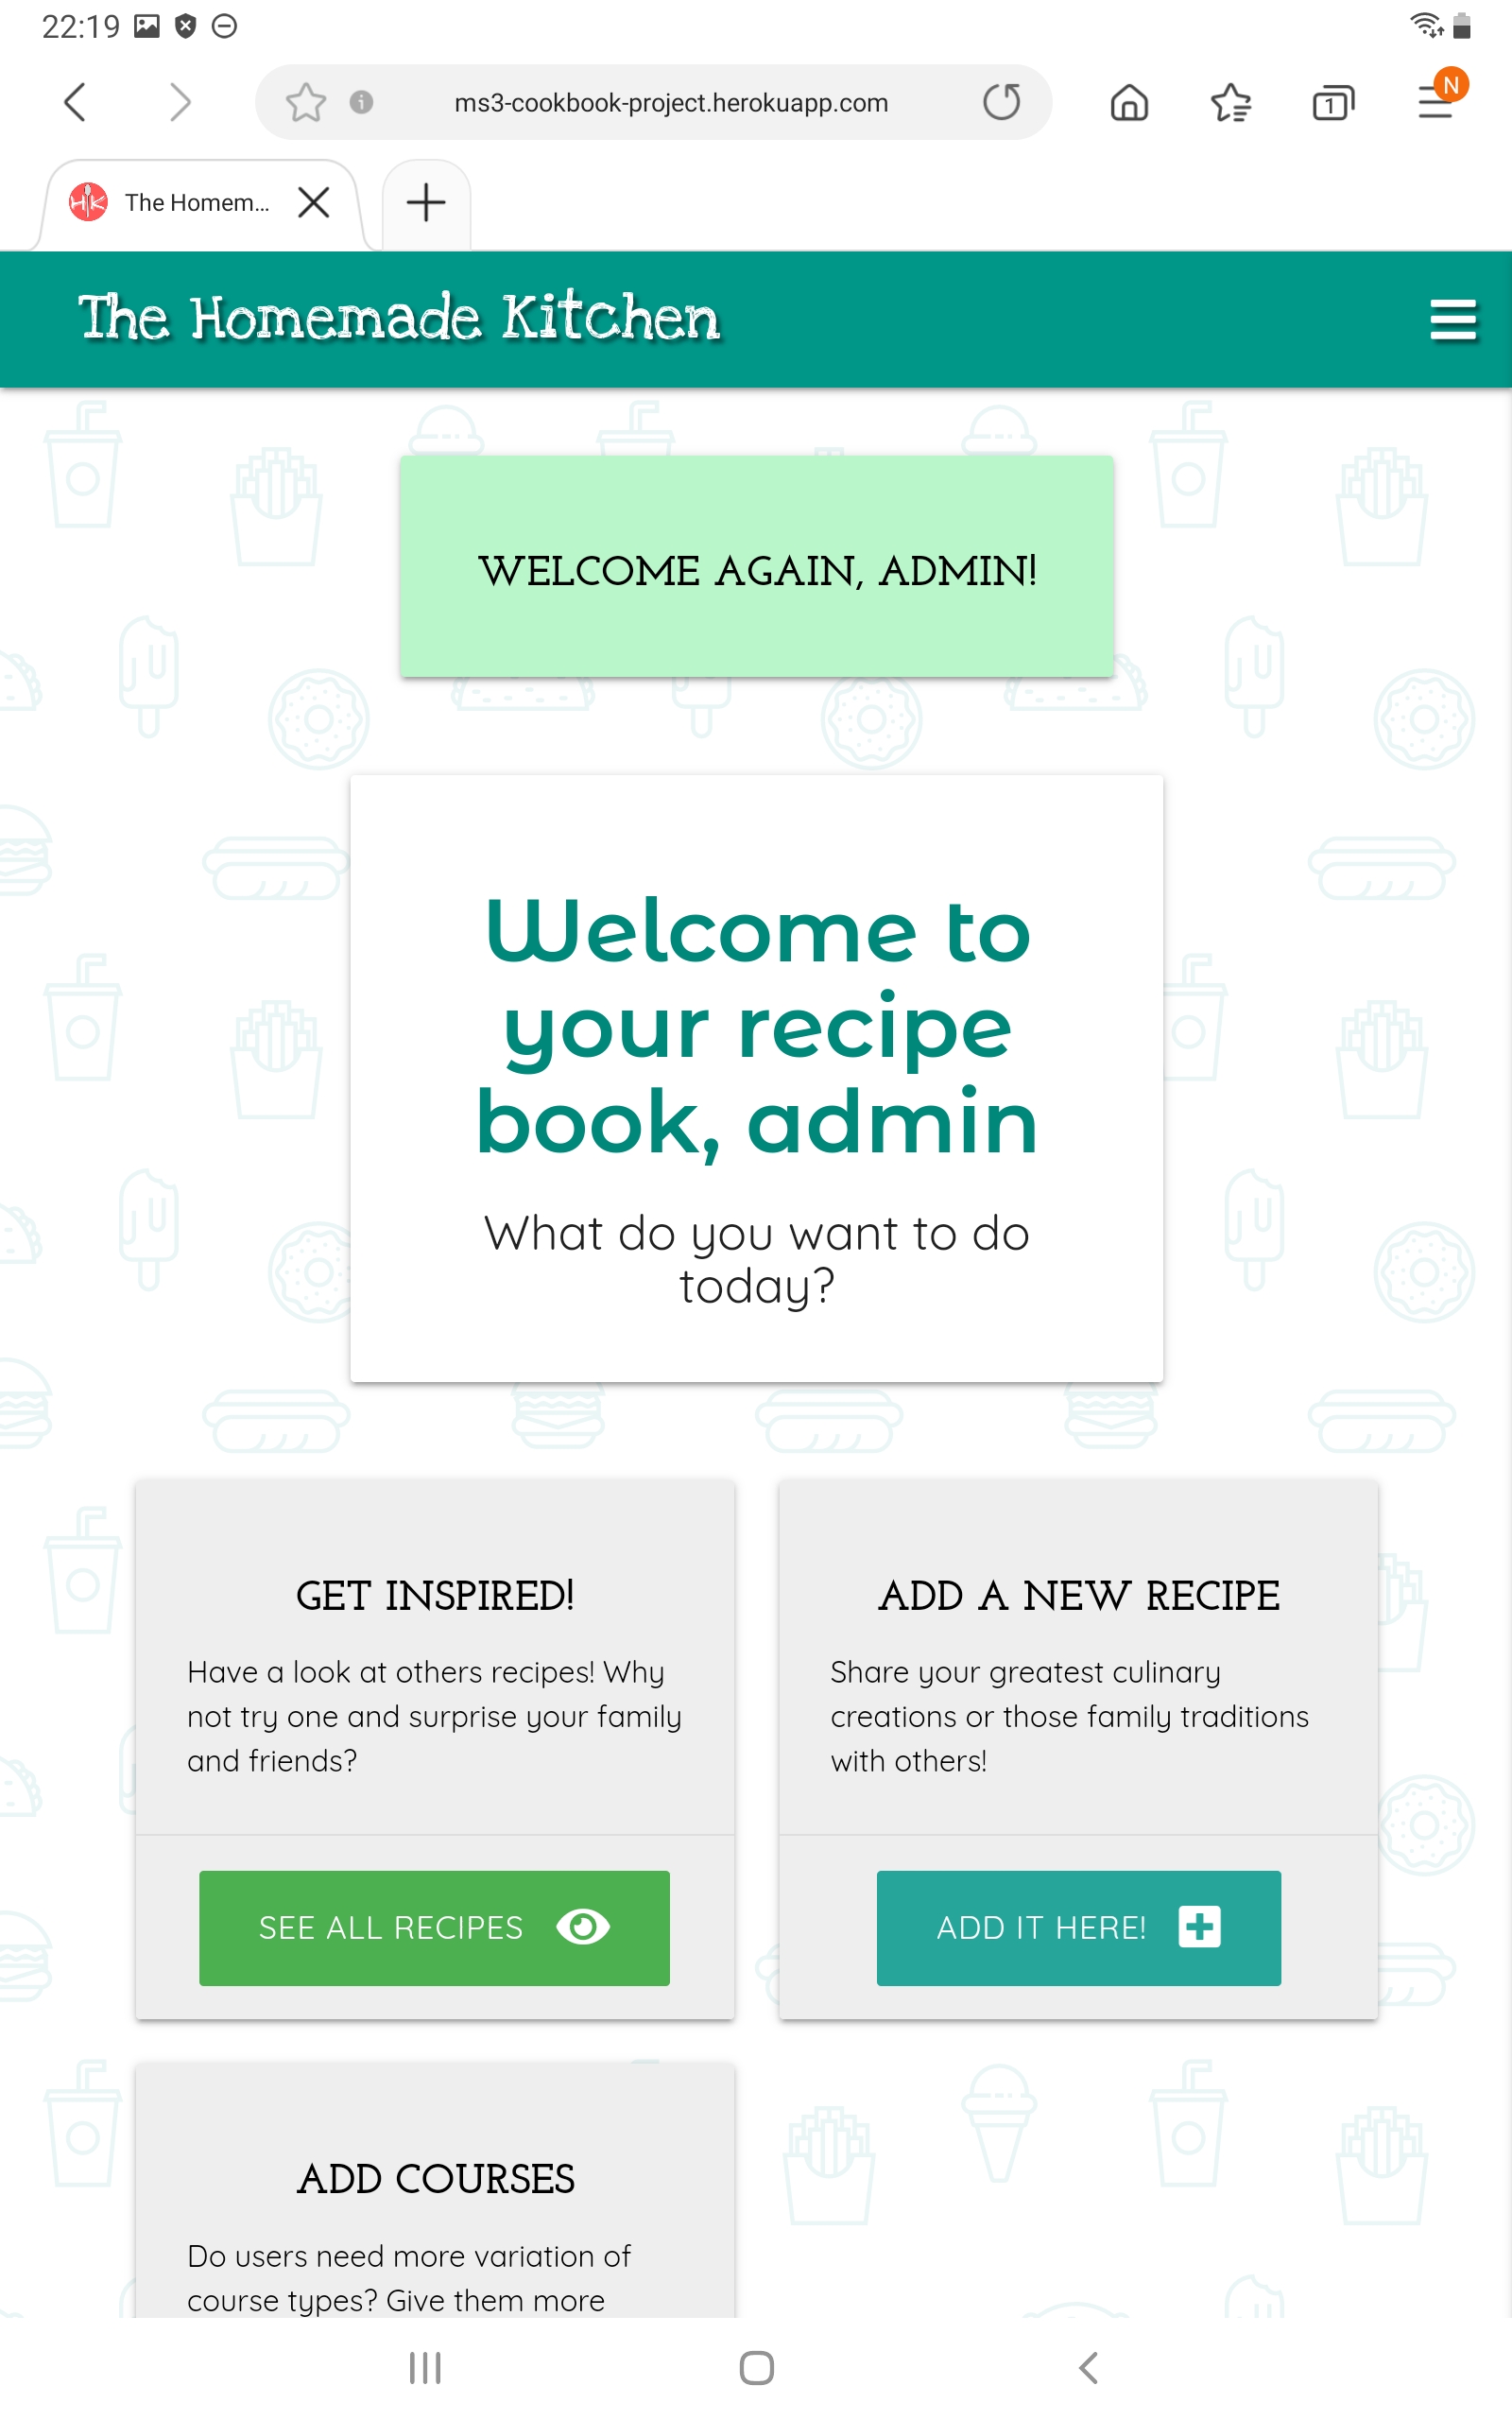 22:19
ms3-cookbook-project.herokuapp.com
1
N
HK
The Homem...
The Homemade Kitchen
WELCOME AGAIN, ADMIN!
Welcome to
your recipe
book, admin
What do you want to do
today?
GET INSPIRED!
Have a look at others recipes! Why
not try one and surprise your family
and friends?
SEE ALL RECIPES
ADD A NEW RECIPE
Share your greatest culinary
creations or those family traditions
with others!
ADD IT HERE!
ADD COURSES
Do users need more variation of
course types? Give them more